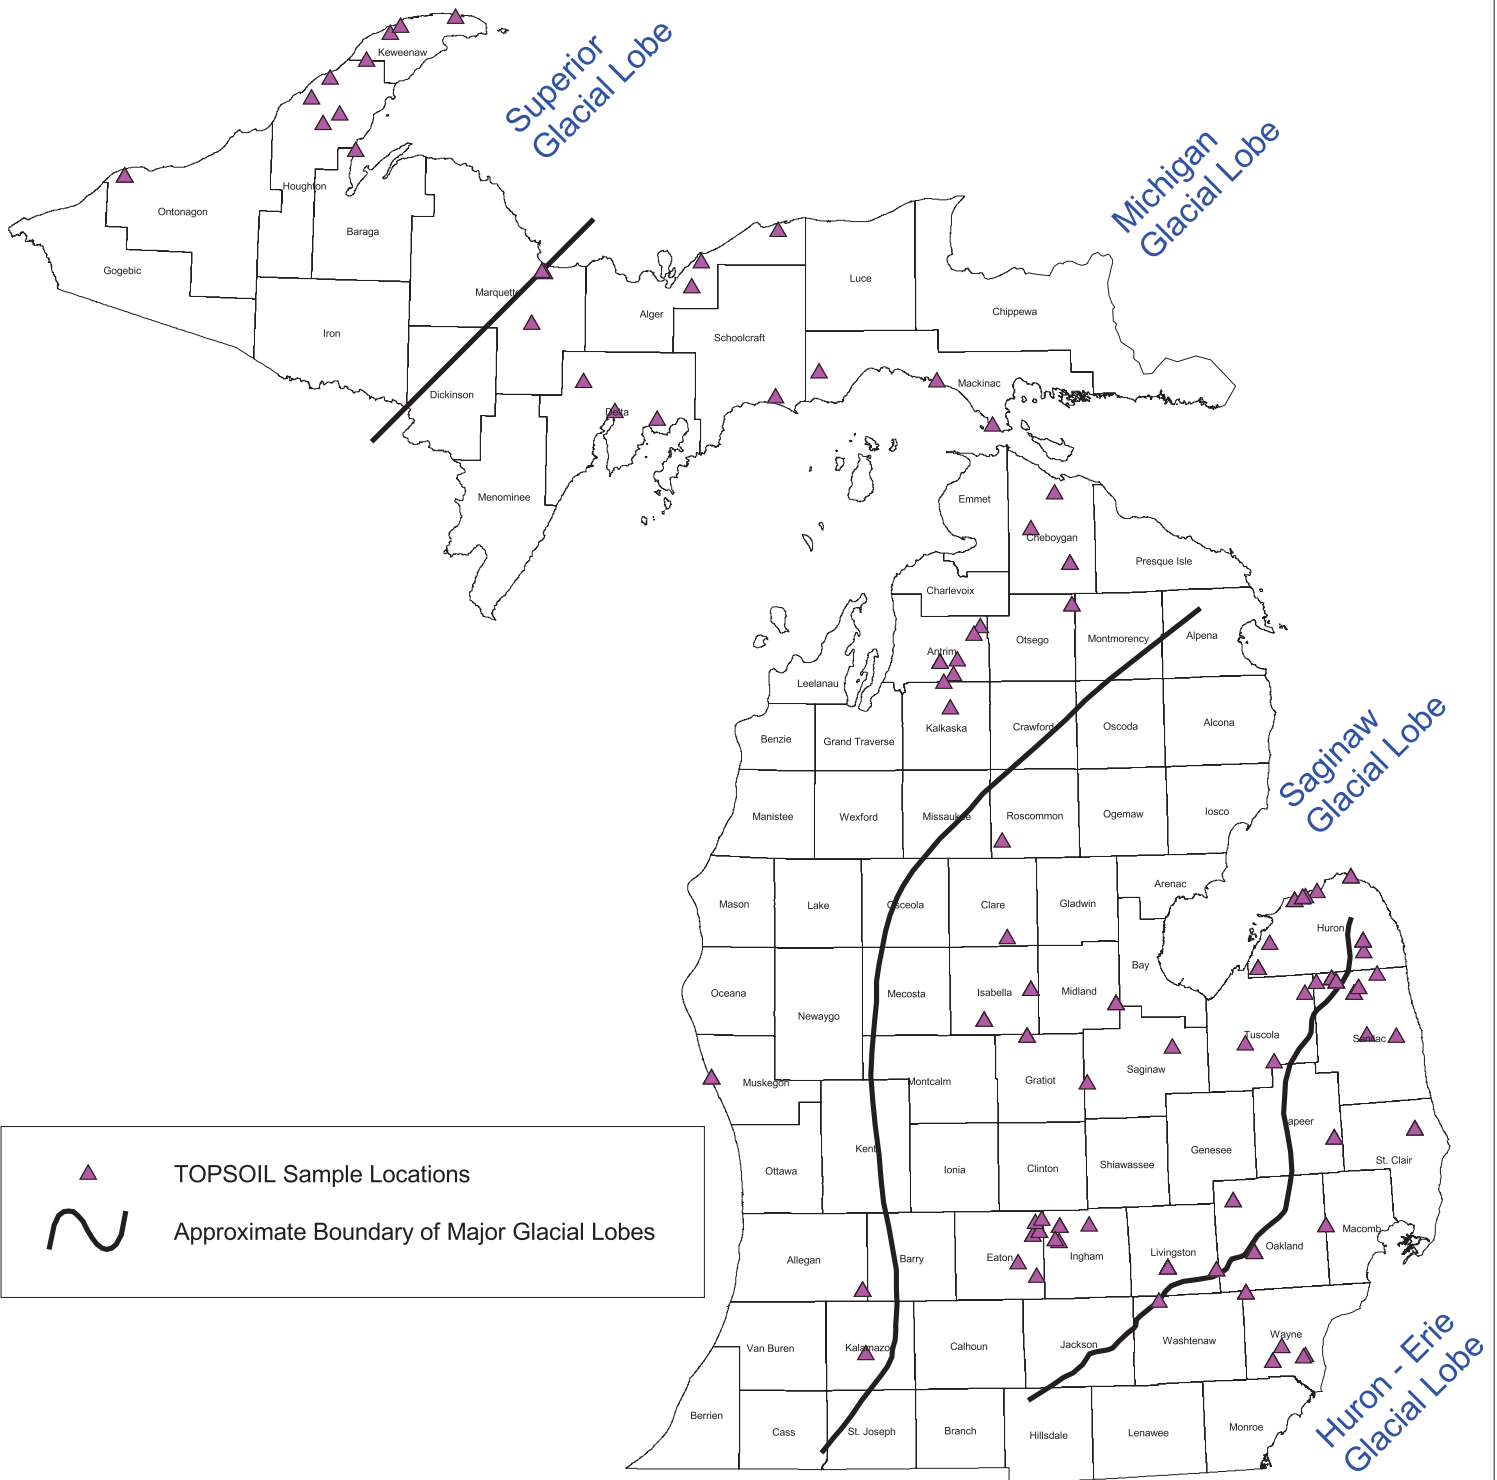 Superior
Glacial Lobe
Michigan
Glacial Lobe
Saginaw
Glacial Lobe
Huron - Erie
Glacial Lobe
Keweenaw
Houghton
Ontonagon
Baraga
Gogebic
Marquette
Iron
Alger
Luce
Chippewa
Schoolcraft
Dickinson
Mackinac
Delta
Menominee
Emmet
Cheboygan
Presque Isle
Charlevoix
Antrim
Otsego
Montmorency
Alpena
Leelanau
Benzie
Grand Traverse
Kalkaska
Crawford
Oscoda
Alcona
Manistee
Wexford
Missaukee
Roscommon
Ogemaw
Iosco
Arenac
Mason
Lake
Osceola
Clare
Gladwin
Huron
Bay
Oceana
Newaygo
Mecosta
Isabella
Midland
Tuscola
Sanilac
Saginaw
Muskegon
Montcalm
Gratiot
Lapeer
Kent
Genesee
Ottawa
Ionia
Clinton
Shiawassee
St. Clair
Macomb
Allegan
Barry
Eaton
Ingham
Livingston
Oakland
Van Buren
Kalamazoo
Calhoun
Jackson
Washtenaw
Wayne
Berrien
Cass
St. Joseph
Branch
Hillsdale
Lenawee
Monroe
TOPSOIL Sample Locations
Approximate Boundary of Major Glacial Lobes